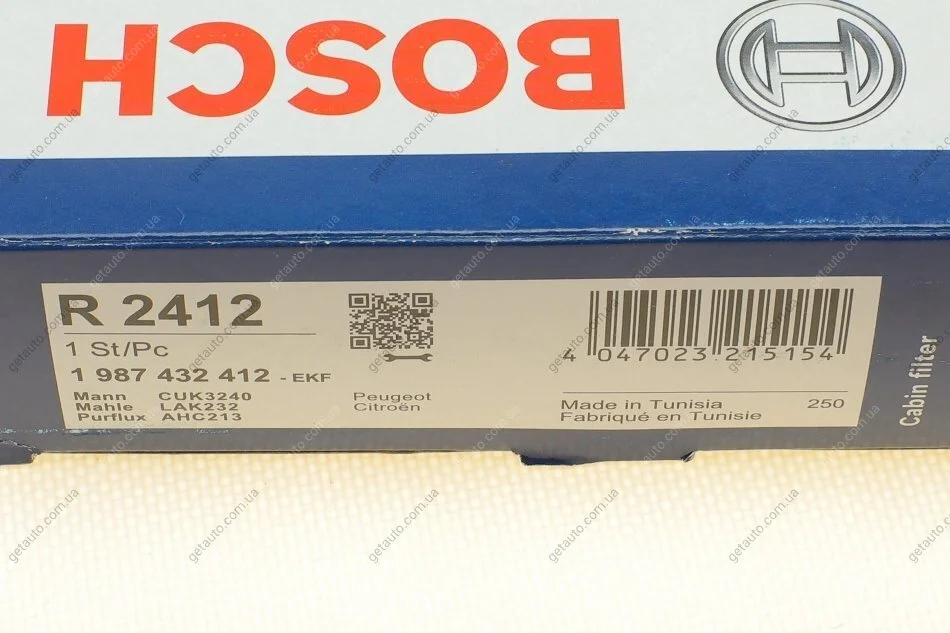 BOSCH
R 2412
1 St/Pc
1 987 432 412 - EKF
Mann CUK3240
Mahle LAK232
Purflux AHC213
Peugeot
Citroën
4 047023 215154
Made in Tunisia 250
Fabriqué en Tunisie
Cabin filter
getauto.com.ua